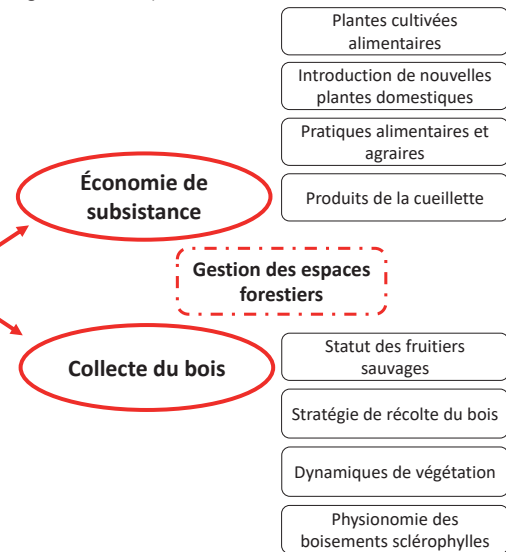 Plantes cultivées
alimentaires
Introduction de nouvelles
plantes domestiques
Pratiques alimentaires et
agraires
Produits de la cueillette
Économie de
subsistance
Gestion des espaces
forestiers
Collecte du bois
Statut des fruitiers
sauvages
Stratégie de récolte du bois
Dynamiques de végétation
Physionomie des
boisements sclérophylles